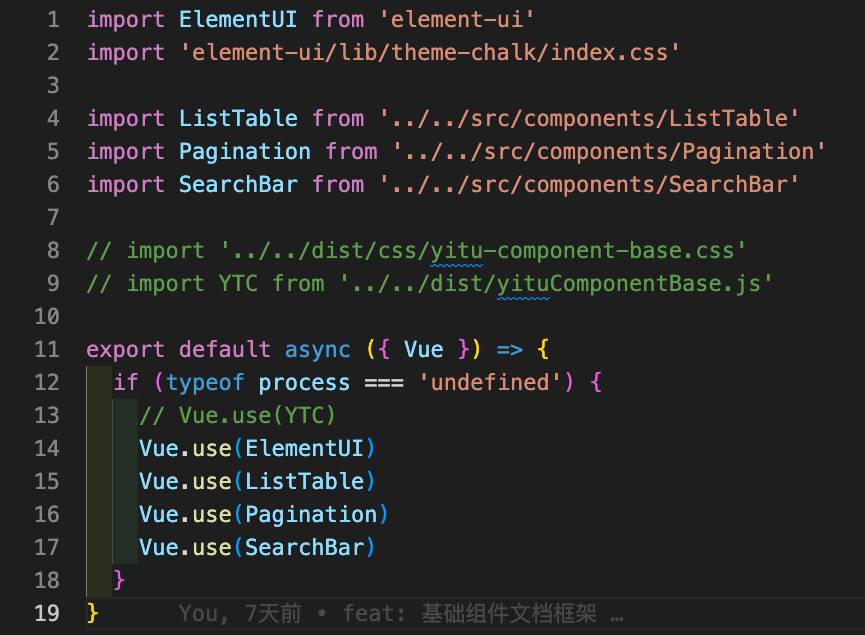 1 import ElementUI from 'element-ui'
2 import 'element-ui/lib/theme-chalk/index.css'
3
4 import ListTable from '../../src/components/ListTable'
5 import Pagination from '../../src/components/Pagination'
6 import SearchBar from '../../src/components/SearchBar'
7
8 // import '../../dist/css/yitu-component-base.css'
9 // import YTC from '../../dist/yituComponentBase.js'
10
11 export default async ({ Vue }) => {
12   if (typeof process === 'undefined') {
13     // Vue.use(YTC)
14     Vue.use(ElementUI)
15     Vue.use(ListTable)
16     Vue.use(Pagination)
17     Vue.use(SearchBar)
18   }
19 } You, 7天前 • feat: 基础组件文档框架 …